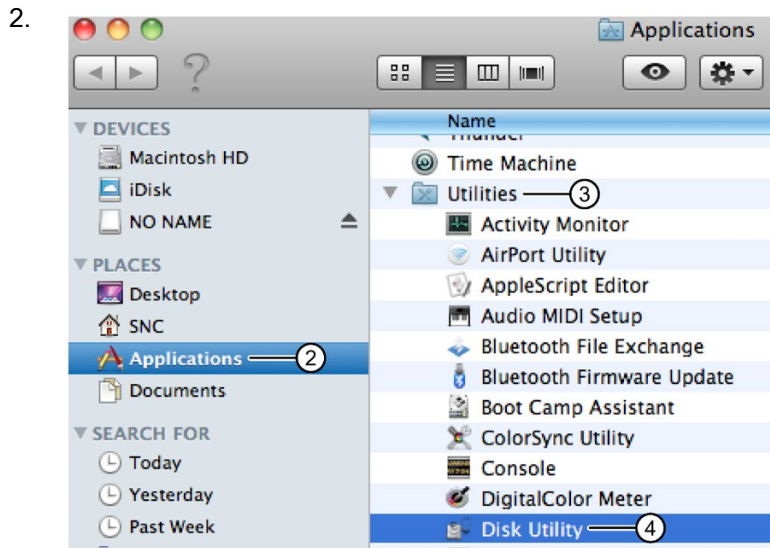 2.
Applications
?
DEVICES
Macintosh HD
iDisk
NO NAME
PLACES
Desktop
SNC
Applications 2
Documents
SEARCH FOR
Today
Yesterday
Past Week
Name
Thunder
Time Machine
Utilities 3
Activity Monitor
AirPort Utility
AppleScript Editor
Audio MIDI Setup
Bluetooth File Exchange
Bluetooth Firmware Update
Boot Camp Assistant
ColorSync Utility
Console
DigitalColor Meter
Disk Utility 4